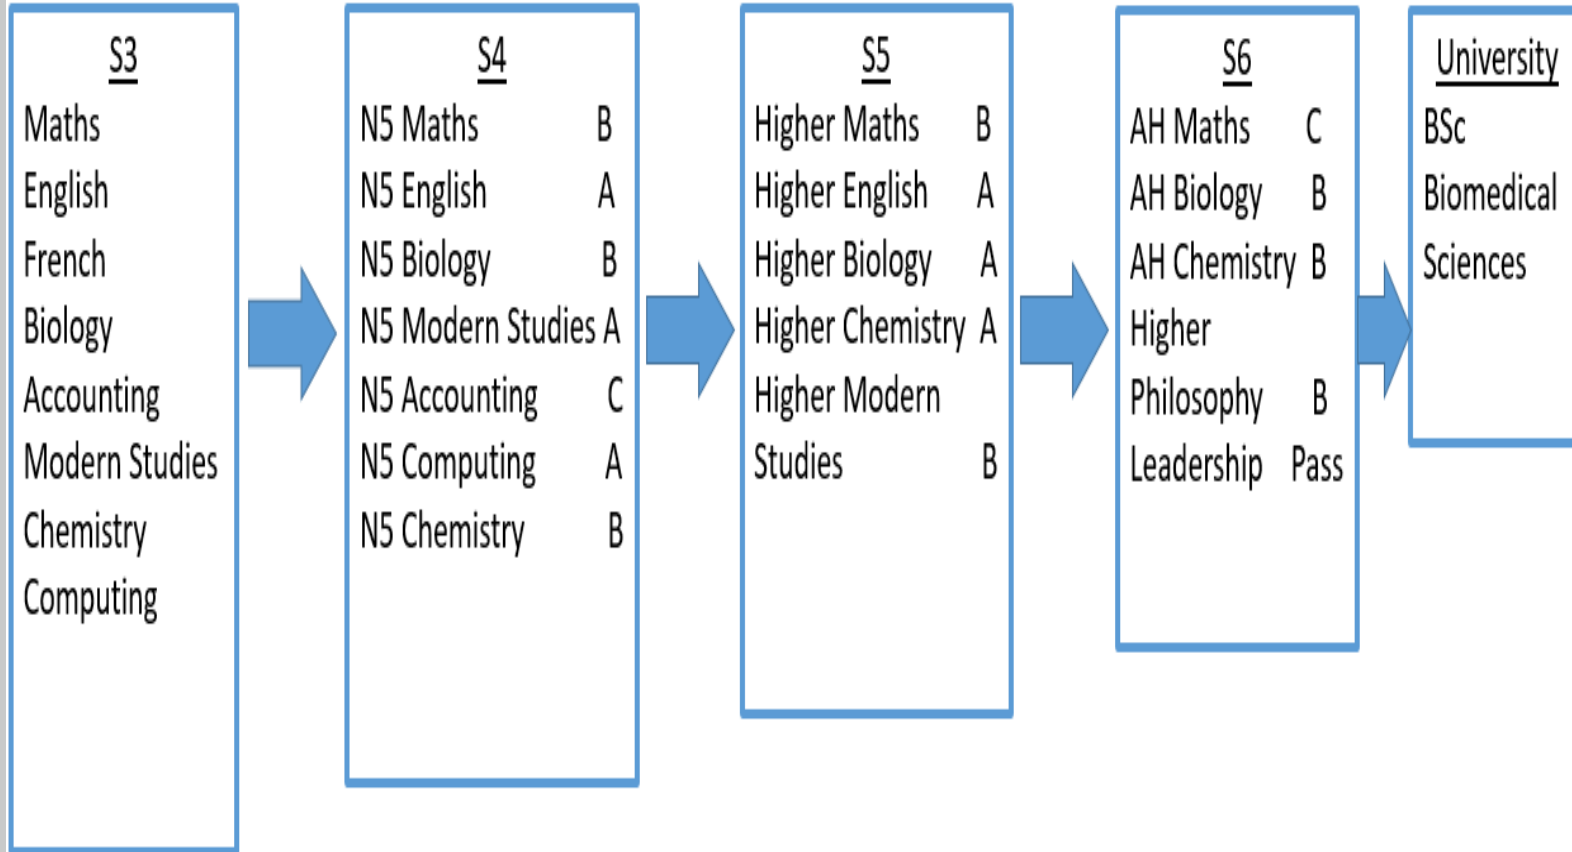 S3
Maths
English
French
Biology
Accounting
Modern Studies
Chemistry
Computing
S4
N5 Maths B
N5 English A
N5 Biology B
N5 Modern Studies A
N5 Accounting C
N5 Computing A
N5 Chemistry B
S5
Higher Maths B
Higher English A
Higher Biology A
Higher Chemistry A
Higher Modern
Studies B
S6
AH Maths C
AH Biology B
AH Chemistry B
Higher
Philosophy B
Leadership Pass
University
BSc
Biomedical
Sciences